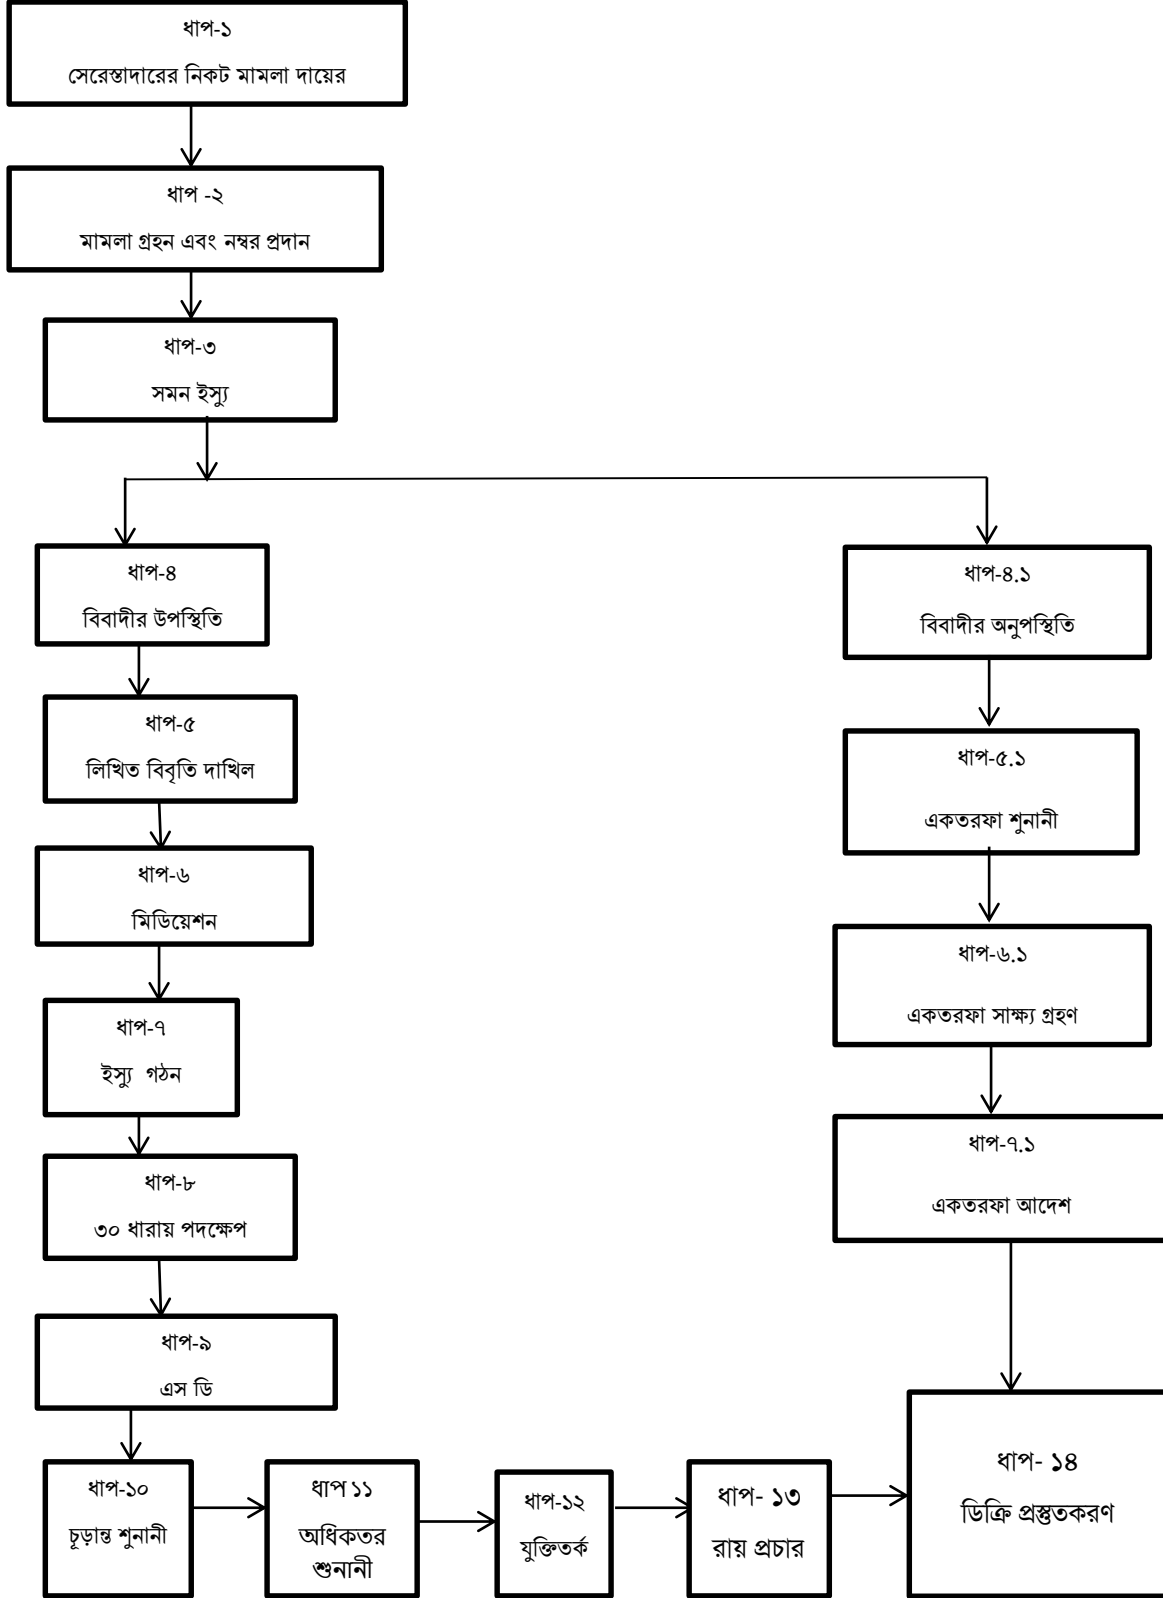 ধাপ-১
সেরেস্তাদারের নিকট মামলা দায়ের
ধাপ -২
মামলা গ্রহন এবং নম্বর প্রদান
ধাপ-৩
সমন ইস্যু
ধাপ-৪
বিবাদীর উপস্থিতি
ধাপ-৫
লিখিত বিবৃতি দাখিল
ধাপ-৬
মিডিয়েশন
ধাপ-৭
ইস্যু গঠন
ধাপ-৮
৩০ ধারায় পদক্ষেপ
ধাপ-৯
এস ডি
ধাপ-১০
চূড়ান্ত শুনানী
ধাপ ১১
অধিকতর
শুনানী
ধাপ-১২
যুক্তিতর্ক
ধাপ- ১৩
রায় প্রচার
ধাপ-৪.১
বিবাদীর অনুপস্থিতি
ধাপ-৫.১
একতরফা শুনানী
ধাপ-৬.১
একতরফা সাক্ষ্য গ্রহণ
ধাপ-৭.১
একতরফা আদেশ
ধাপ- ১৪
ডিক্রি প্রস্তুতকরণ